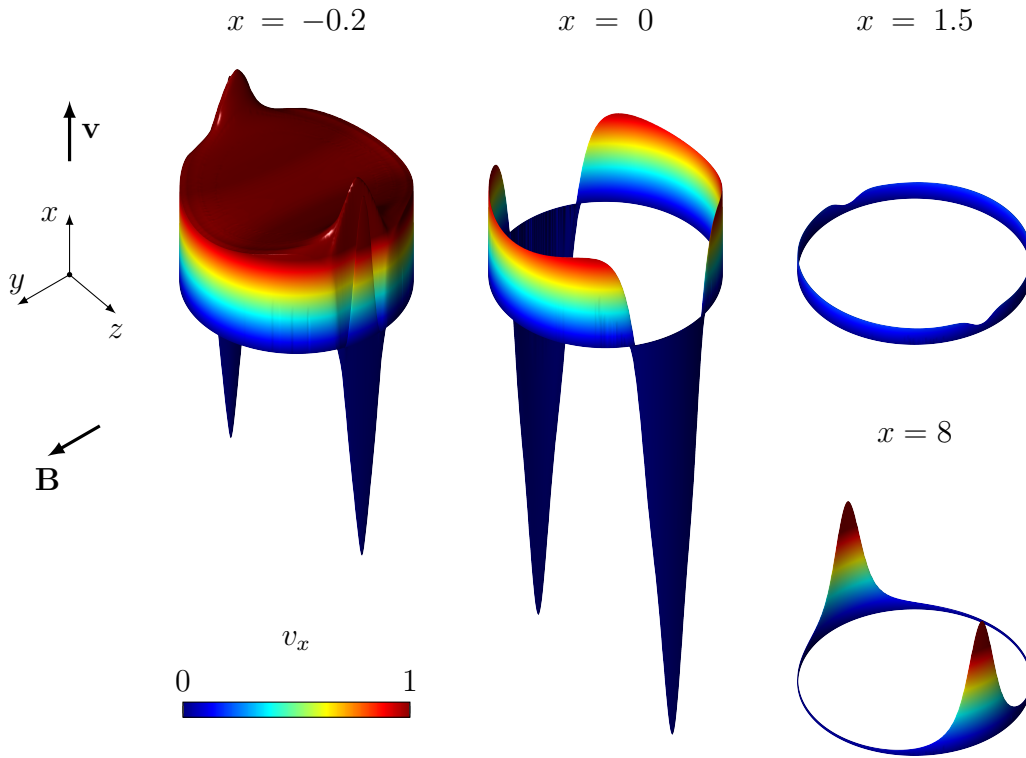 x = −0.2
x = 0
x = 1.5
v
x
y
z
B
x = 8
v_x
0 1